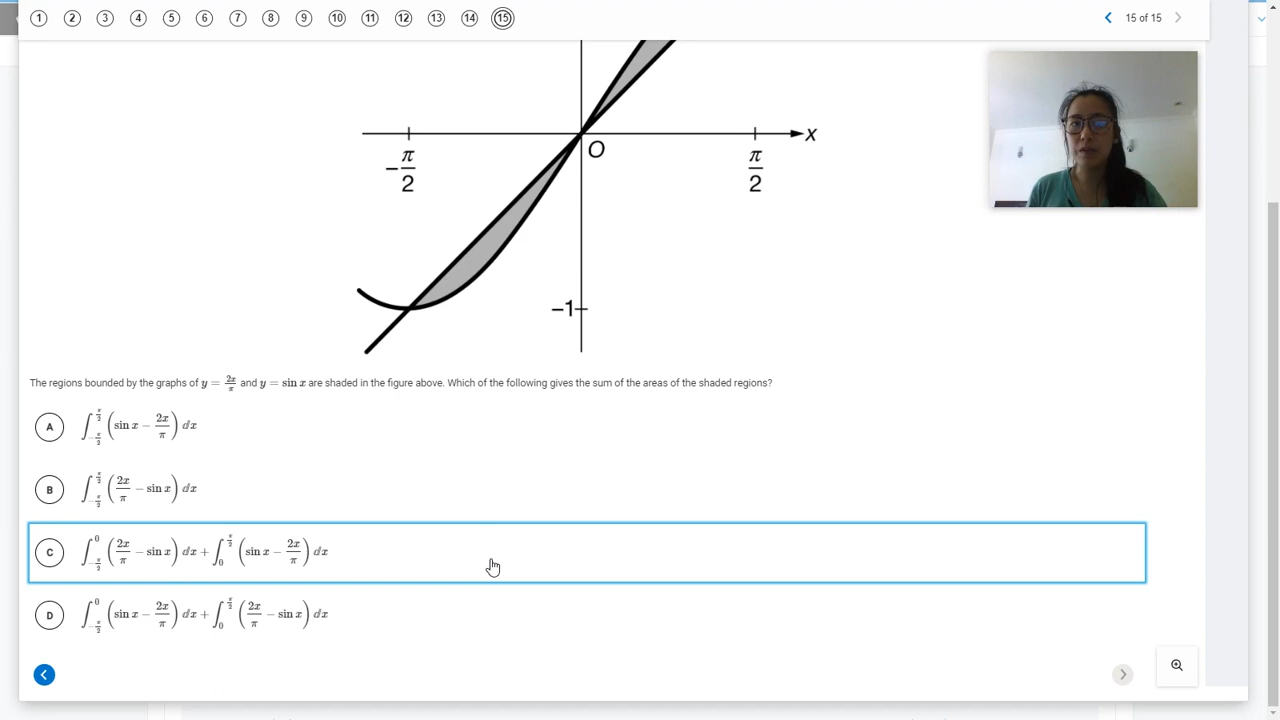 1 2 3 4 5 6 7 8 9 10 11 12 13 14 15 15 of 15
x
O
−π/2
π/2
−1
The regions bounded by the graphs of y = 2x/π and y = sin x are shaded in the figure above. Which of the following gives the sum of the areas of the shaded regions?
A ∫_{-π/2}^{π/2} (sin x − 2x/π) dx
B ∫_{-π/2}^{π/2} (2x/π − sin x) dx
C ∫_{-π/2}^{0} (2x/π − sin x) dx + ∫_{0}^{π/2} (sin x − 2x/π) dx
D ∫_{-π/2}^{0} (sin x − 2x/π) dx + ∫_{0}^{π/2} (2x/π − sin x) dx